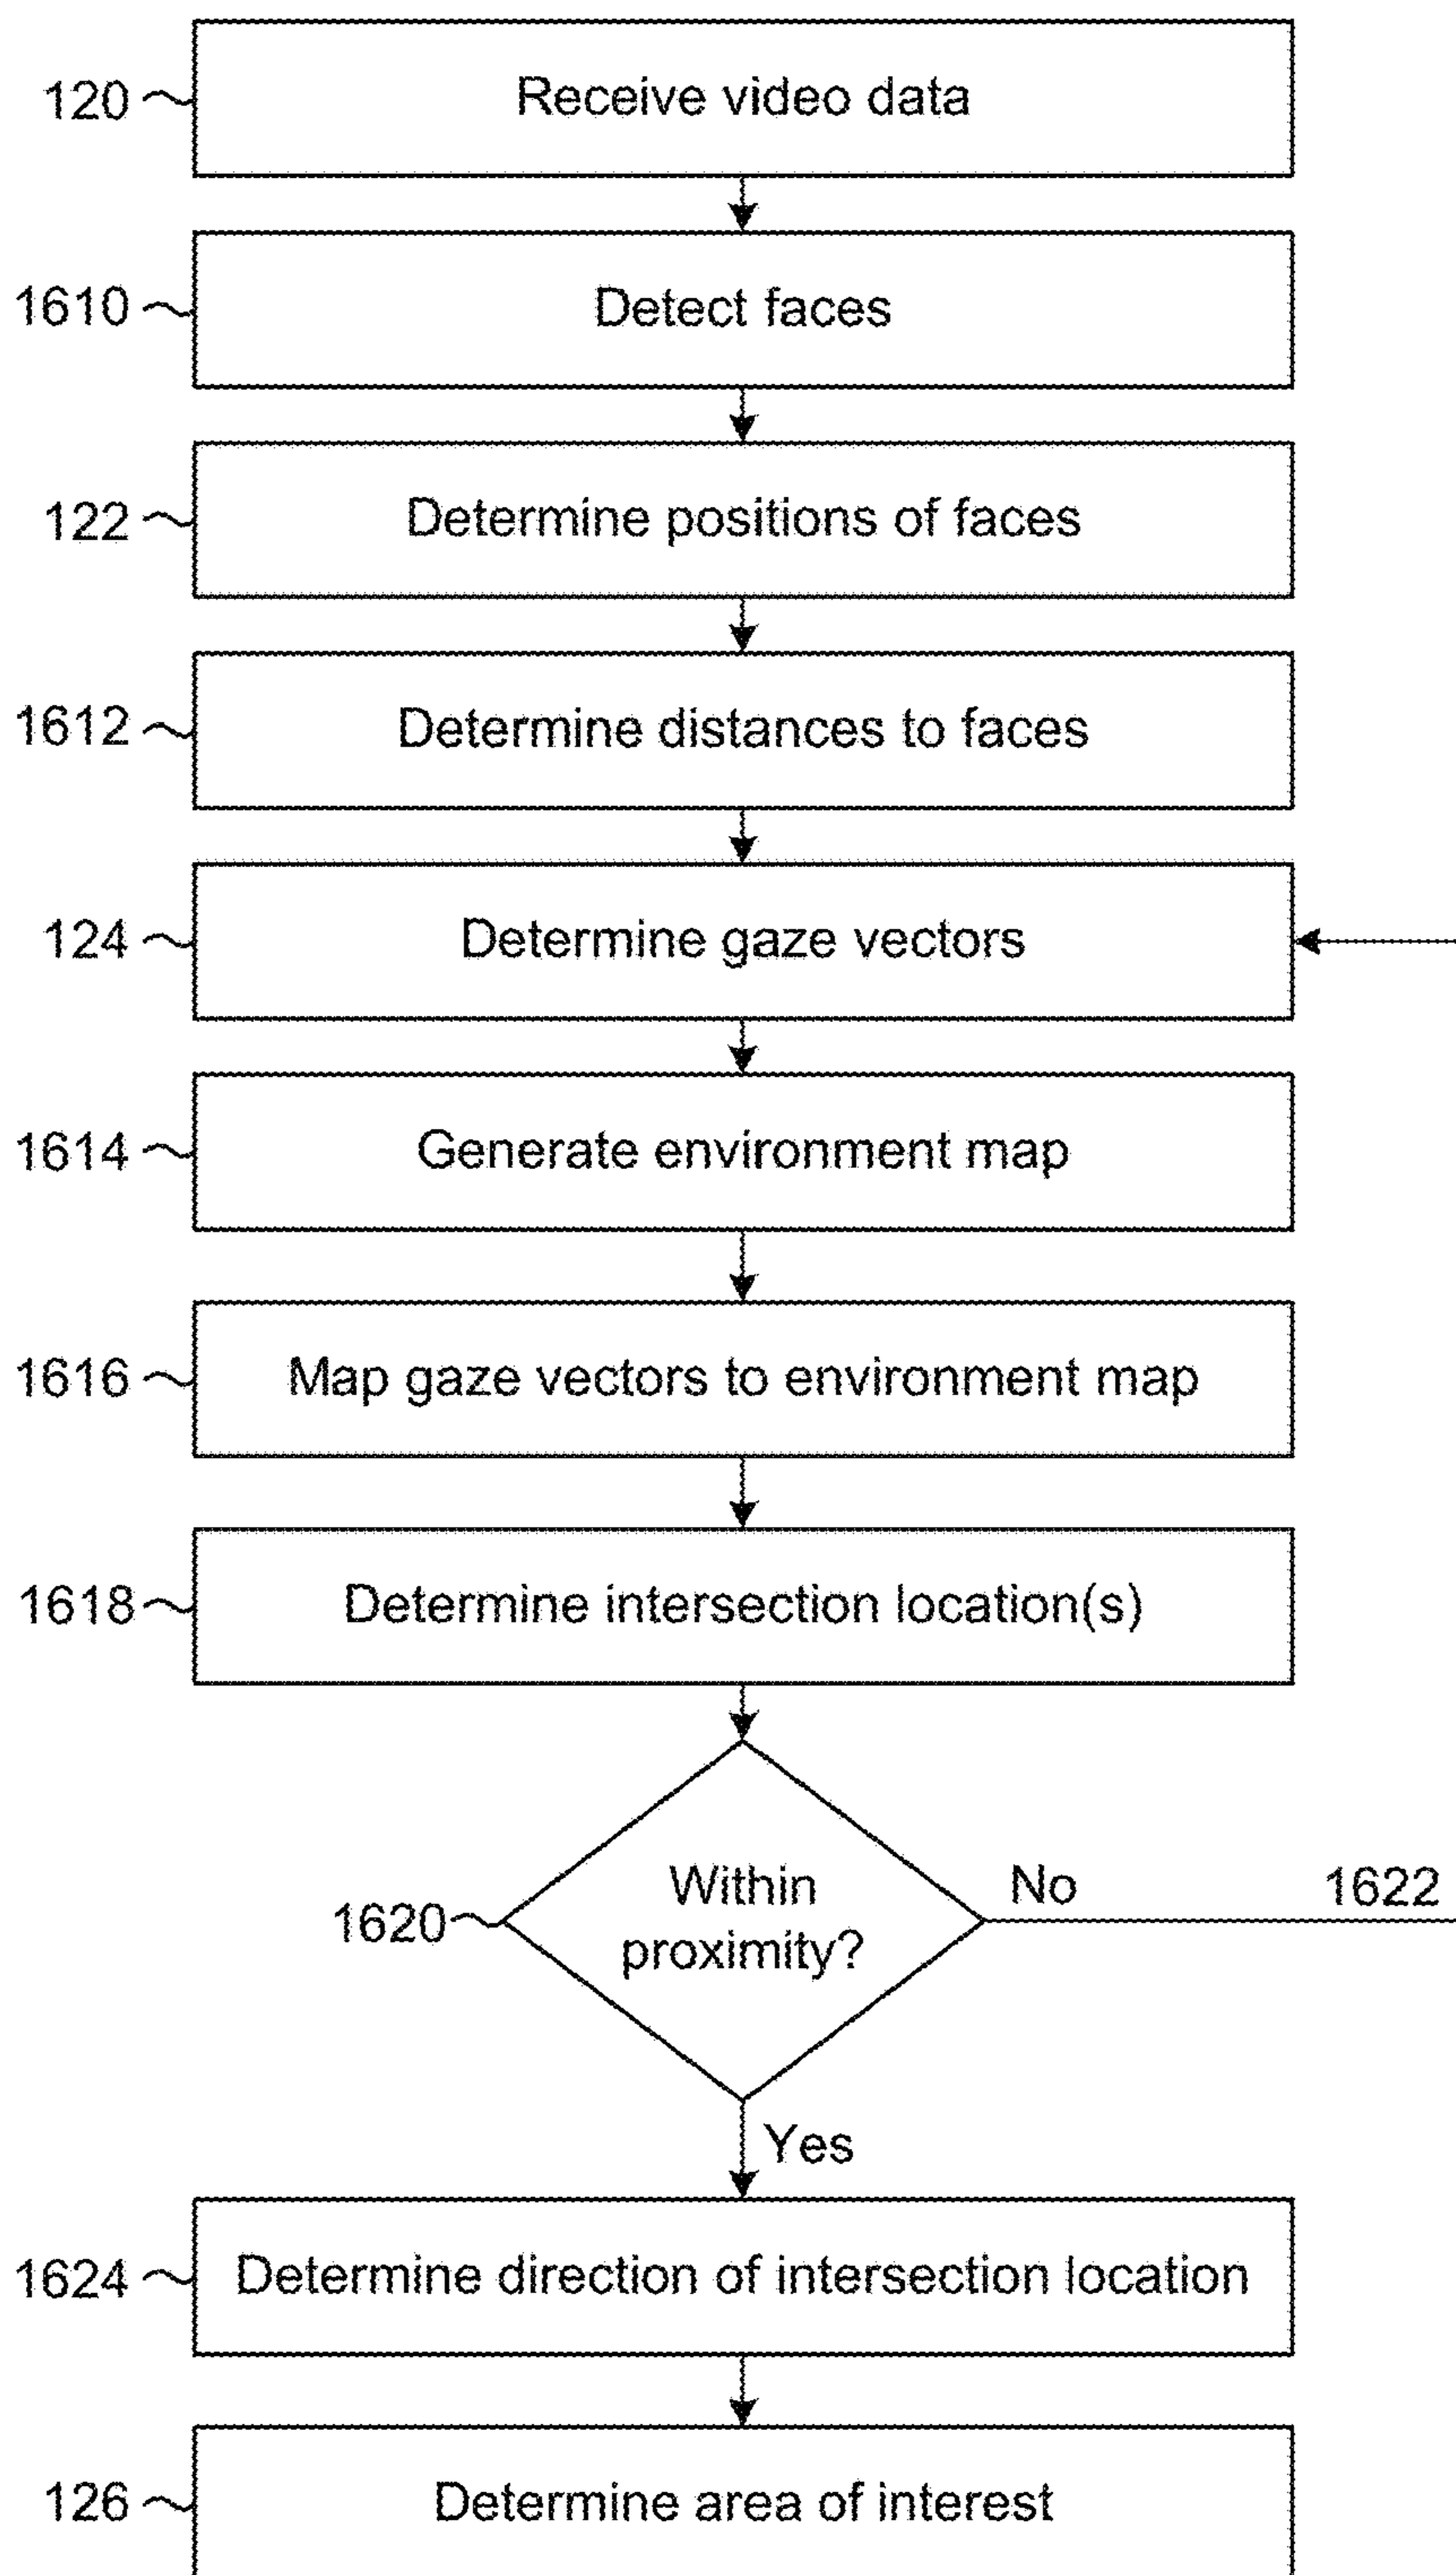 120 Receive video data
1610 Detect faces
122 Determine positions of faces
1612 Determine distances to faces
124 Determine gaze vectors
1614 Generate environment map
1616 Map gaze vectors to environment map
1618 Determine intersection location(s)
Within
No
1622
1620
proximity?
Yes
1624 Determine direction of intersection location
126 Determine area of interest